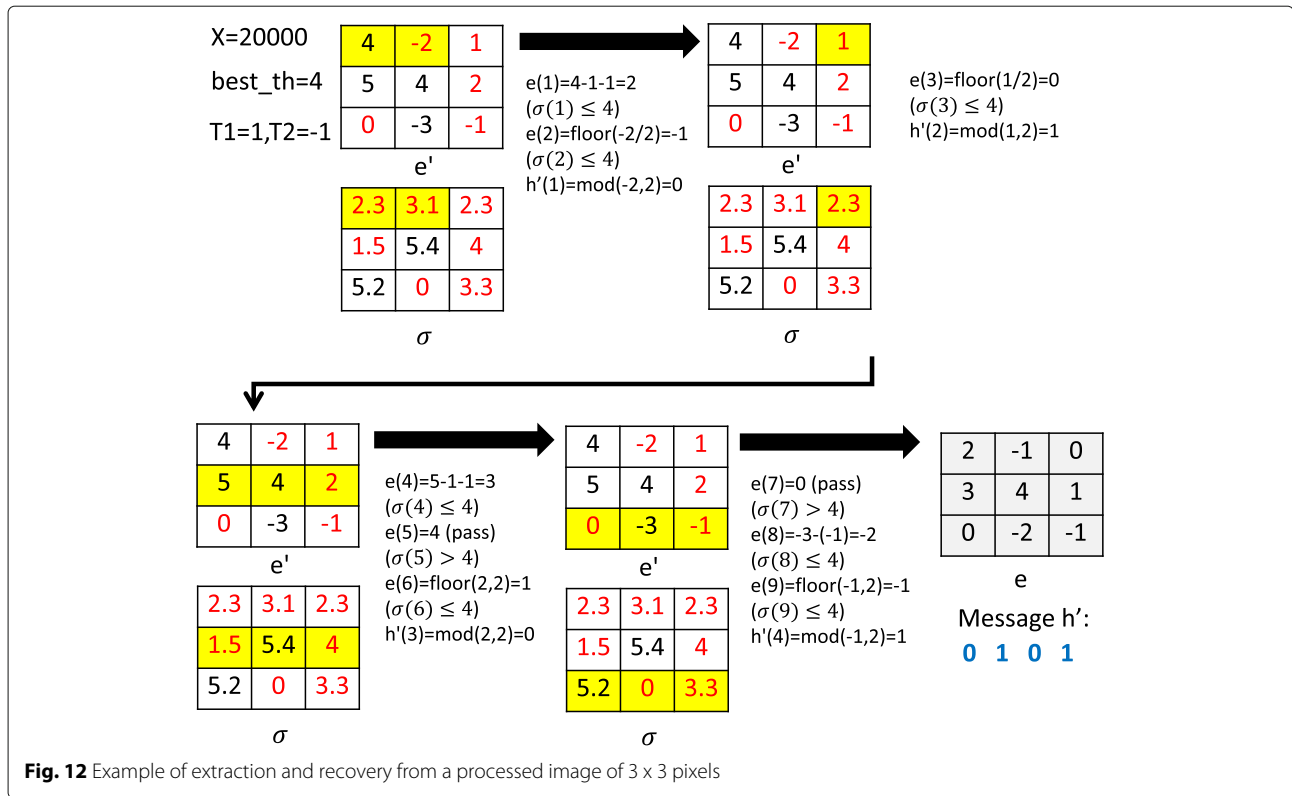 X=20000
best_th=4
T1=1,T2=-1
4 -2 1
5 4 2
0 -3 -1
e'
2.3 3.1 2.3
1.5 5.4 4
5.2 0 3.3
σ
e(1)=4-1-1=2
(σ(1) ≤ 4)
e(2)=floor(-2/2)=-1
(σ(2) ≤ 4)
h’(1)=mod(-2,2)=0
4 -2 1
5 4 2
0 -3 -1
e'
2.3 3.1 2.3
1.5 5.4 4
5.2 0 3.3
σ
e(3)=floor(1/2)=0
(σ(3) ≤ 4)
h'(2)=mod(1,2)=1
4 -2 1
5 4 2
0 -3 -1
e'
2.3 3.1 2.3
1.5 5.4 4
5.2 0 3.3
σ
e(4)=5-1-1=3
(σ(4) ≤ 4)
e(5)=4 (pass)
(σ(5) > 4)
e(6)=floor(2,2)=1
(σ(6) ≤ 4)
h'(3)=mod(2,2)=0
4 -2 1
5 4 2
0 -3 -1
e'
2.3 3.1 2.3
1.5 5.4 4
5.2 0 3.3
σ
e(7)=0 (pass)
(σ(7) > 4)
e(8)=-3-(-1)=-2
(σ(8) ≤ 4)
e(9)=floor(-1,2)=-1
(σ(9) ≤ 4)
h'(4)=mod(-1,2)=1
2 -1 0
3 4 1
0 -2 -1
e
Message h’:
0 1 0 1
Fig. 12 Example of extraction and recovery from a processed image of 3 x 3 pixels